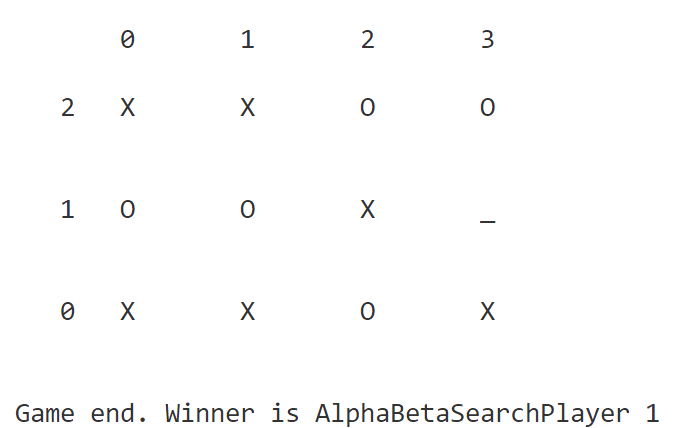 0 1 2 3
2 X X O O
1 O O X _
0 X X O X
Game end. Winner is AlphaBetaSearchPlayer 1